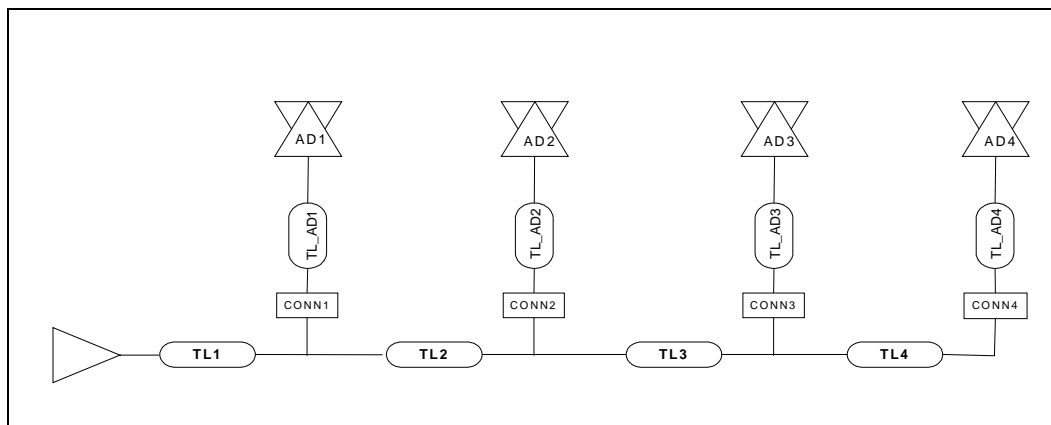 AD1 AD2 AD3 AD4
TL_AD1 TL_AD2 TL_AD3 TL_AD4
CONN1 CONN2 CONN3 CONN4
TL1 TL2 TL3 TL4